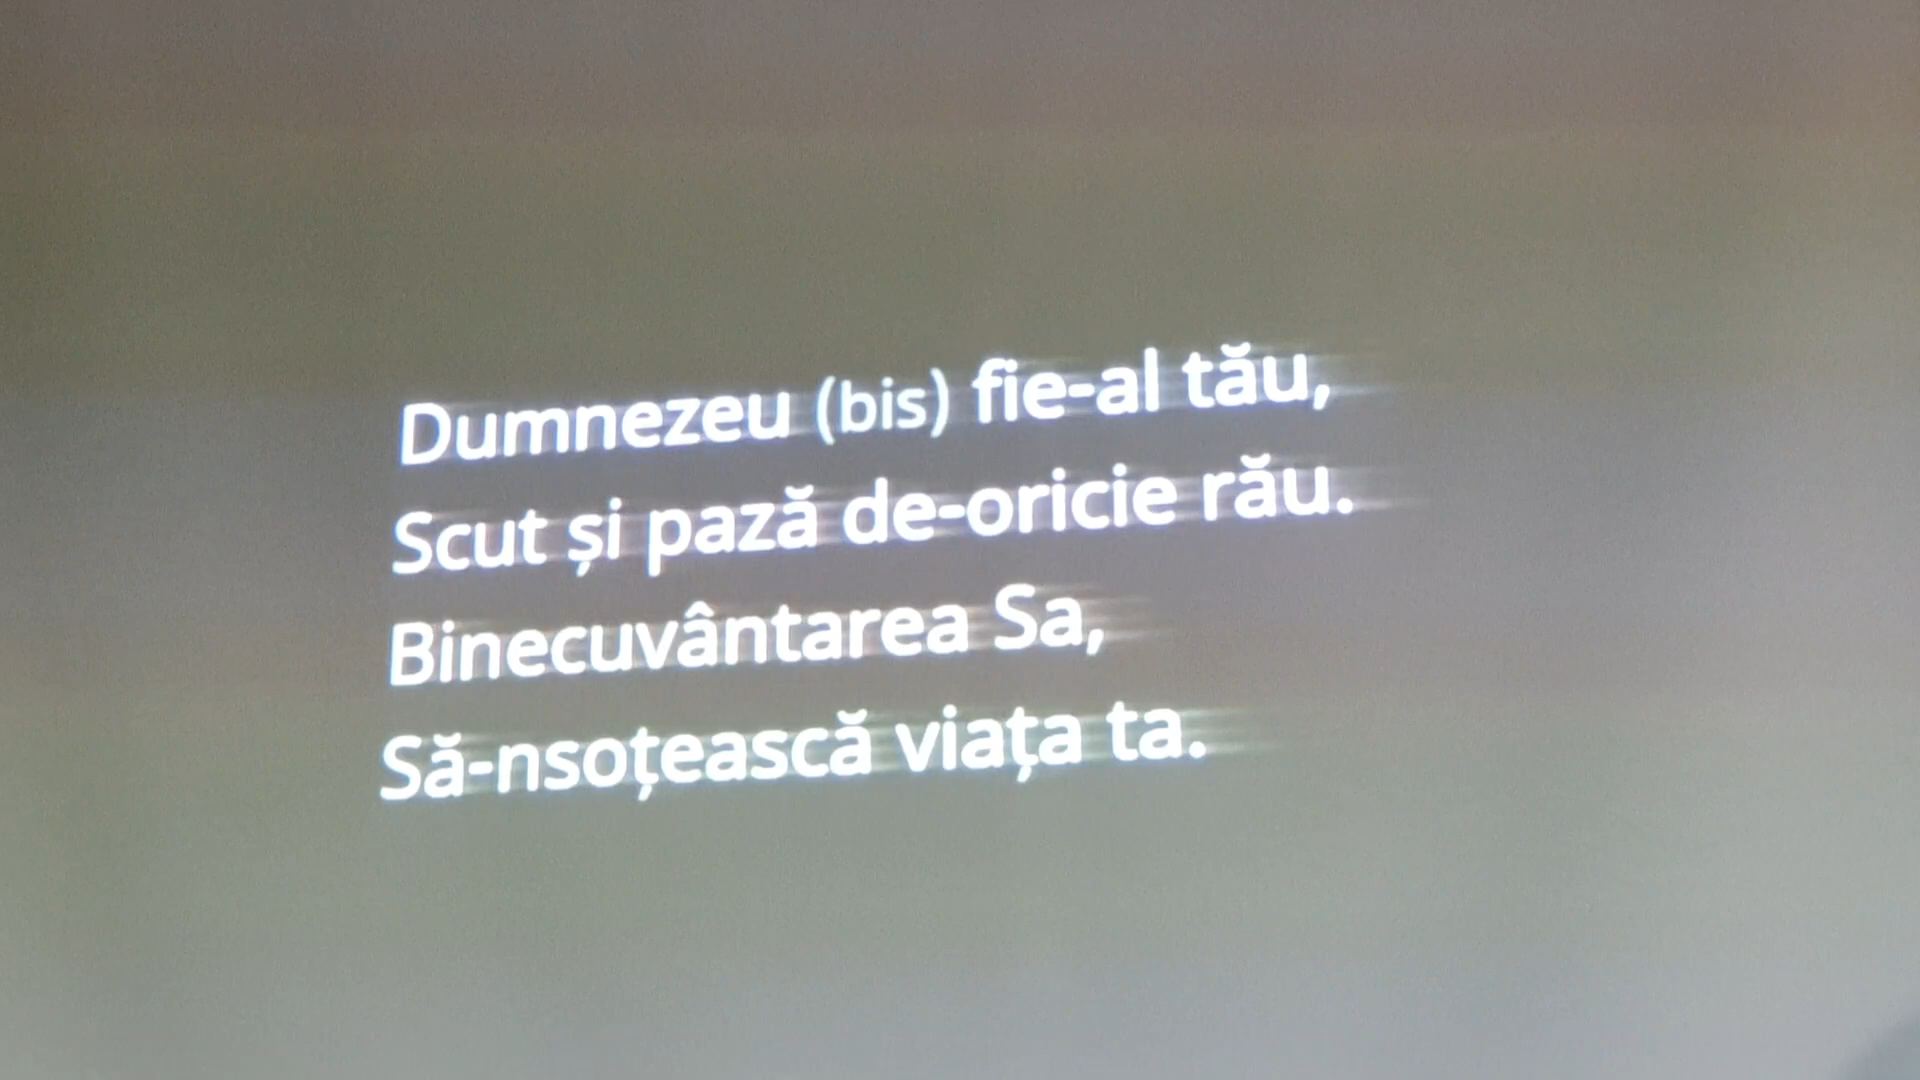 Dumnezeu (bis) fie-al tău,
Scut și pază de-oricie rău.
Binecuvântarea Sa,
Să-nsoțească viața ta.